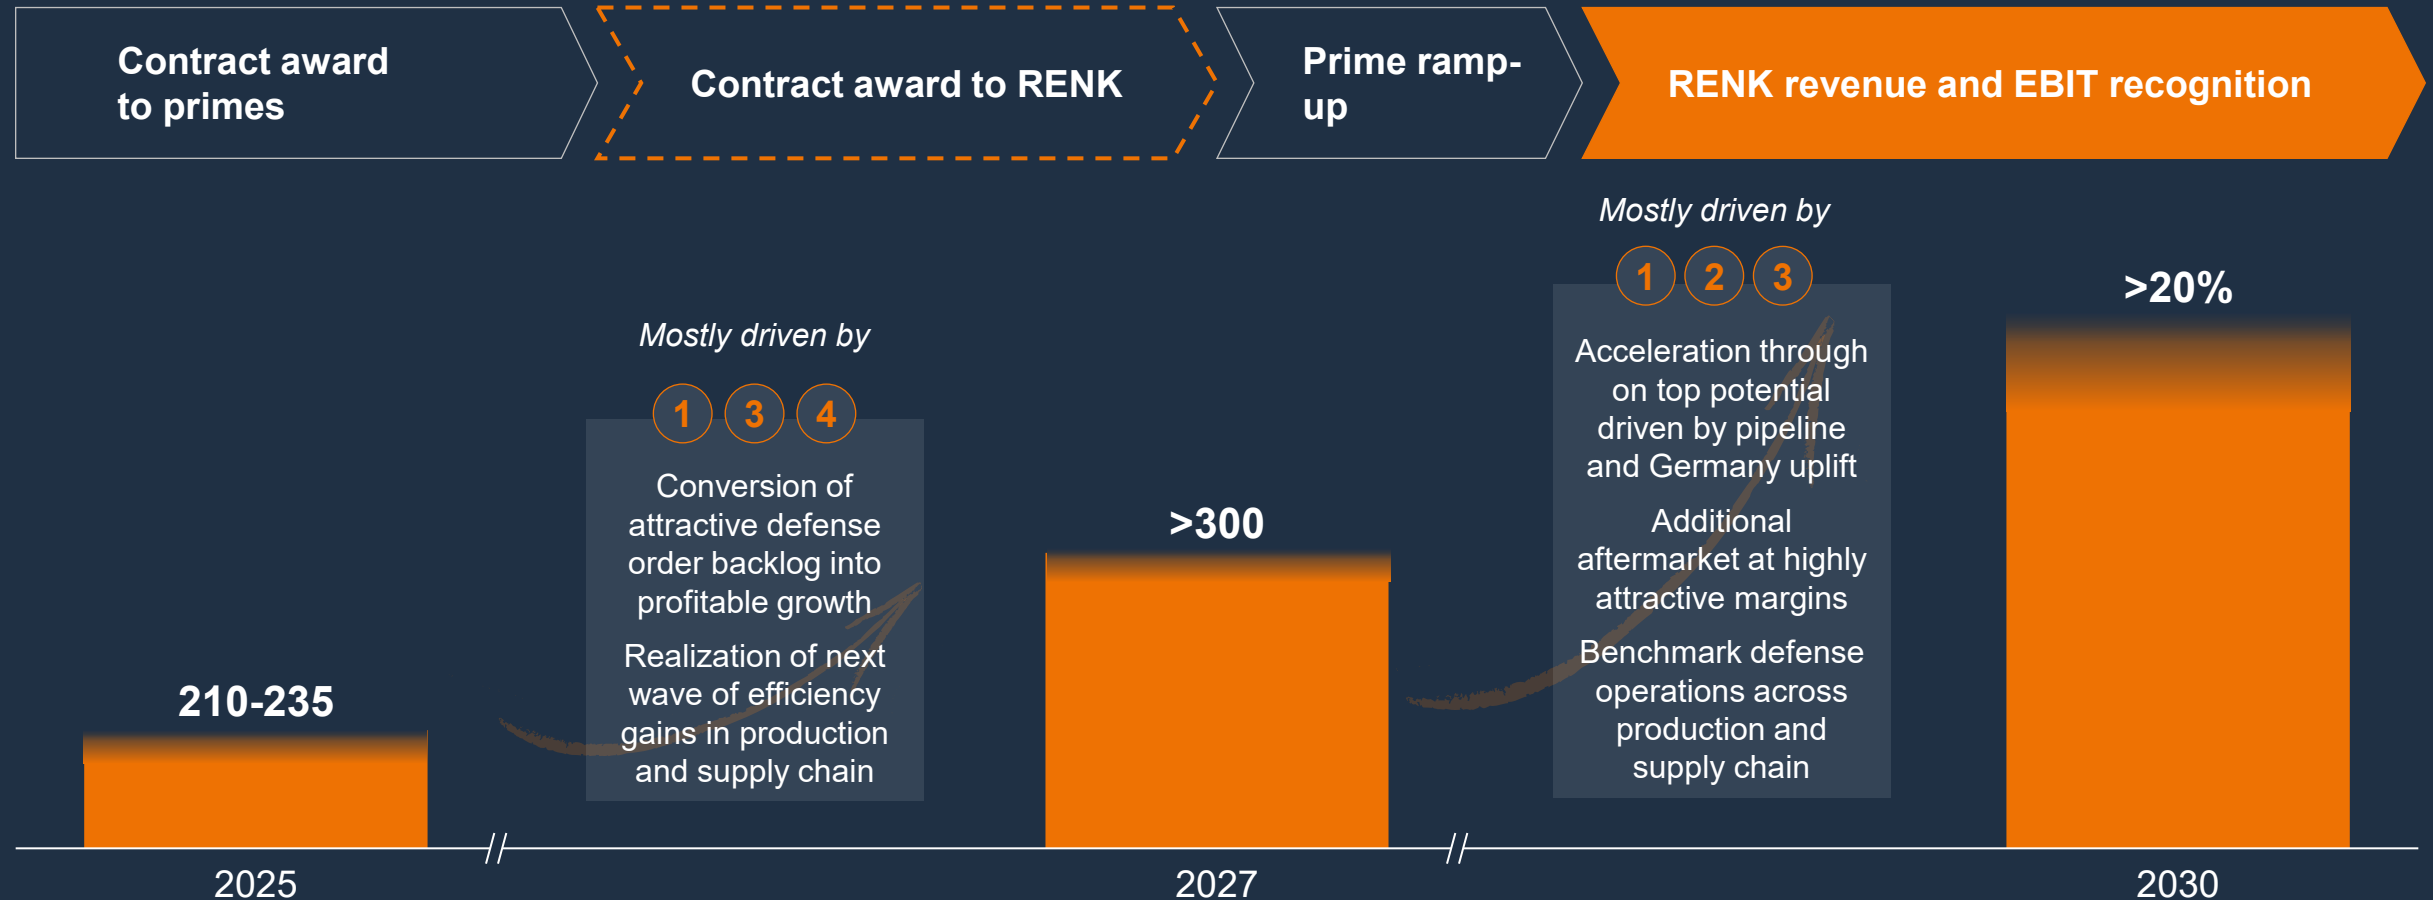 Contract award
to primes
Contract award to RENK
Prime ramp-
up
RENK revenue and EBIT recognition
Mostly driven by
1 3 4
Conversion of
attractive defense
order backlog into
profitable growth
Realization of next
wave of efficiency
gains in production
and supply chain
Mostly driven by
1 2 3
Acceleration through
on top potential
driven by pipeline
and Germany uplift
Additional
aftermarket at highly
attractive margins
Benchmark defense
operations across
production and
supply chain
210-235
>300
>20%
2025
2027
2030